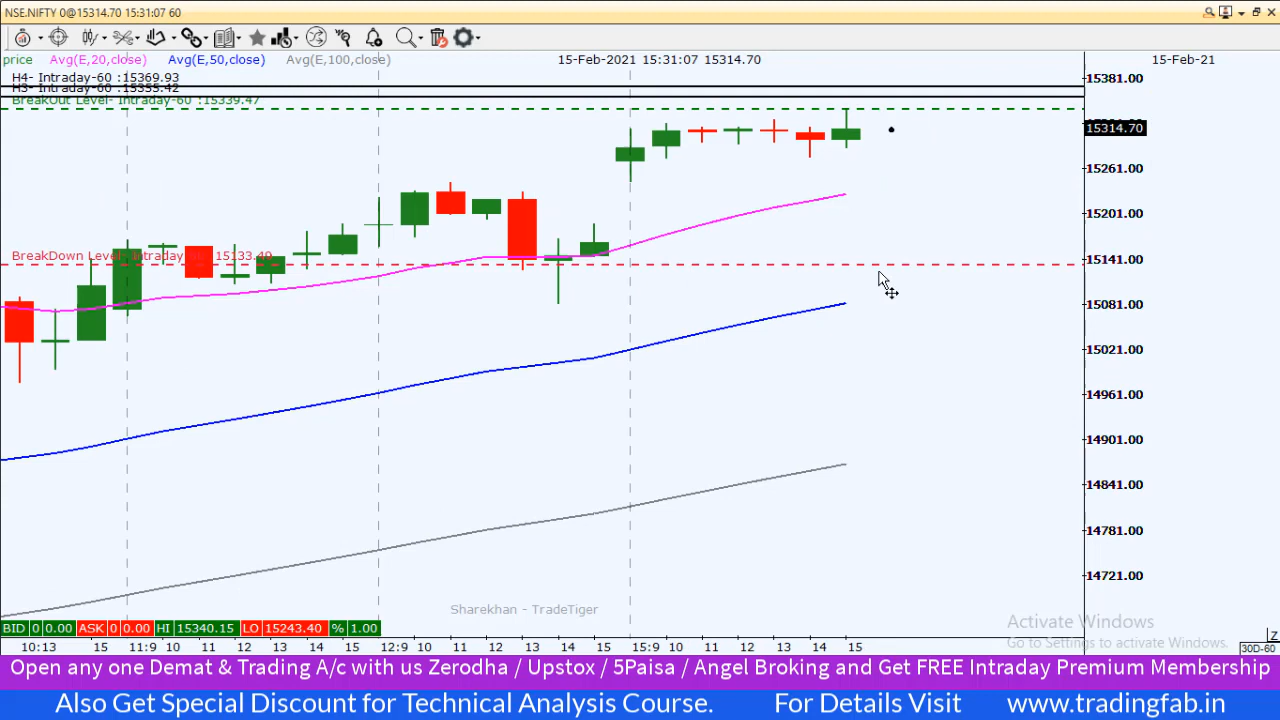 NSE.NIFTY 0@15314.70 15:31:07 60
price Avg(E,20,close) Avg(E,50,close) Avg(E,100,close) 15-Feb-2021 15:31:07 15314.70 15-Feb-21
H4- Intraday-60 :15369.93
H3- Intraday-60 :15355.42
BreakOut Level- Intraday-60 :15339.47
15381.00
15314.70
15261.00
15201.00
BreakDown Level- Intraday
15141.00
15081.00
15021.00
14961.00
14901.00
14841.00
14781.00
14721.00
Sharekhan - TradeTiger
Activate Windows
Go to Settings to activate Windows.
BID 0 0.00 ASK 0 0.00 HI 15340.15 LO 15243.40 % 1.00
10:13 15 11:9 10 11 12 13 14 15 12:9 10 11 12 13 14 15 15:9 10 11 12 13 14 15 30D-60
Z
Open any one Demat & Trading A/c with us Zerodha / Upstox / 5Paisa / Angel Broking and Get FREE Intraday Premium Membership
Also Get Special Discount for Technical Analysis Course. For Details Visit www.tradingfab.in